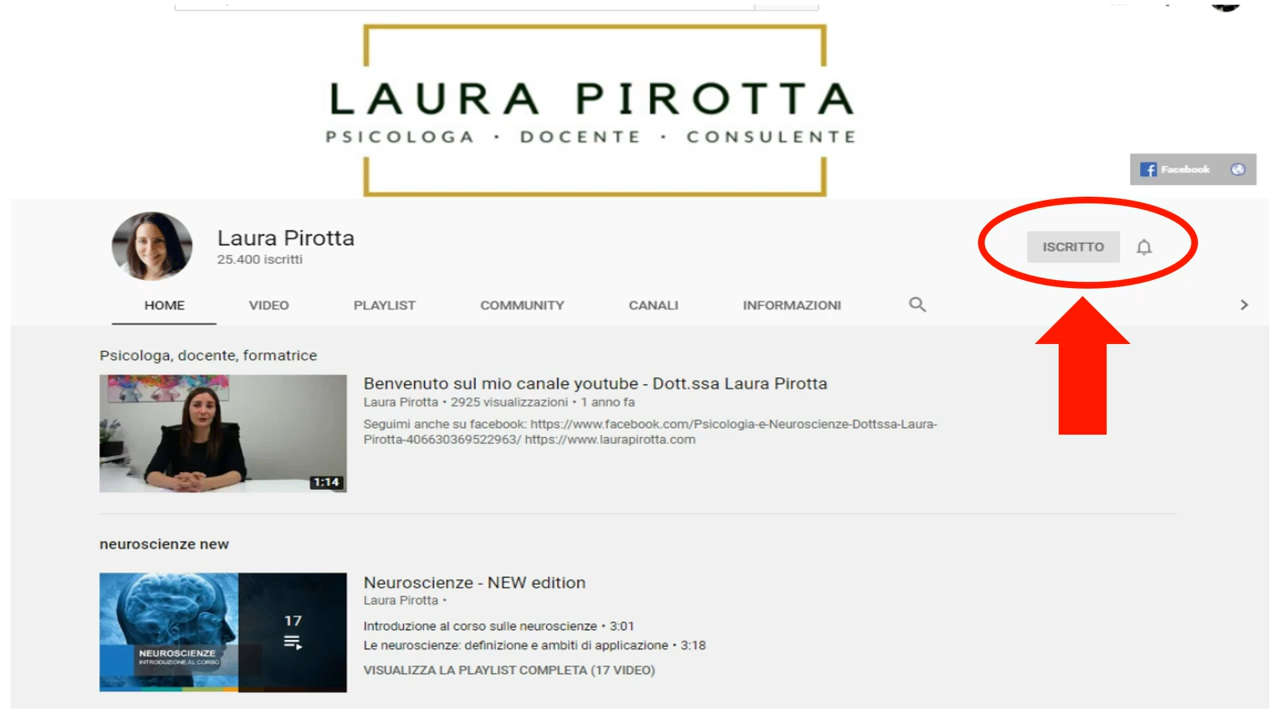 LAURA PIROTTA
PSICOLOGA · DOCENTE · CONSULENTE
Facebook
Laura Pirotta
25.400 iscritti
ISCRITTO
HOME VIDEO PLAYLIST COMMUNITY CANALI INFORMAZIONI
Psicologa, docente, formatrice
Benvenuto sul mio canale youtube - Dott.ssa Laura Pirotta
Laura Pirotta • 2925 visualizzazioni • 1 anno fa
Seguimi anche su facebook: https://www.facebook.com/Psicologia-e-Neuroscienze-Dottssa-Laura-
Pirotta-406630369522963/ https://www.laurapirotta.com
1:14
neuroscienze new
Neuroscienze - NEW edition
Laura Pirotta •
Introduzione al corso sulle neuroscienze • 3:01
Le neuroscienze: definizione e ambiti di applicazione • 3:18
VISUALIZZA LA PLAYLIST COMPLETA (17 VIDEO)
17
NEUROSCIENZE
INTRODUZIONE AL CORSO